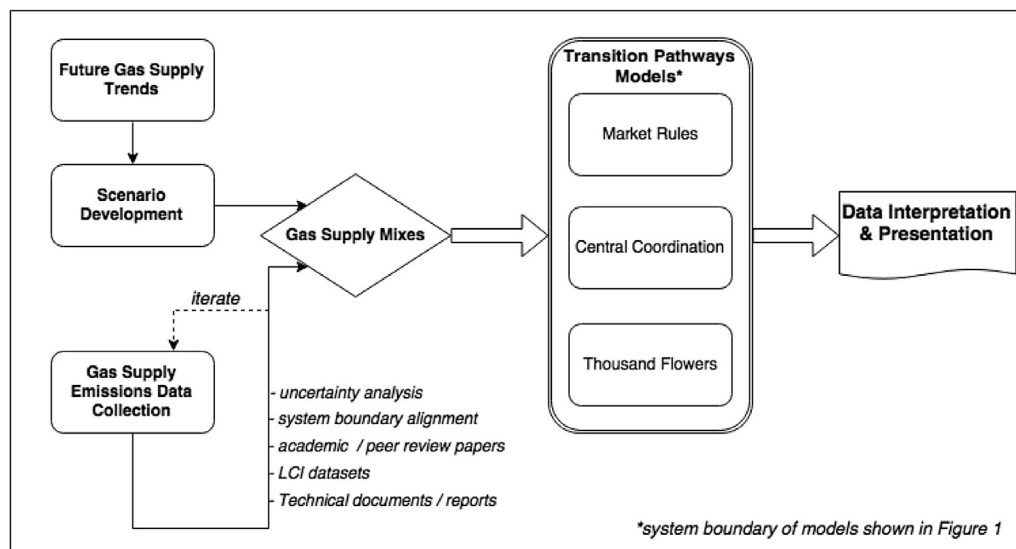 Future Gas Supply
Trends
Scenario
Development
Gas Supply Mixes
iterate
Gas Supply
Emissions Data
Collection
- uncertainty analysis
- system boundary alignment
- academic / peer review papers
- LCI datasets
- Technical documents / reports
Transition Pathways
Models*
Market Rules
Central Coordination
Thousand Flowers
Data Interpretation
& Presentation
*system boundary of models shown in Figure 1